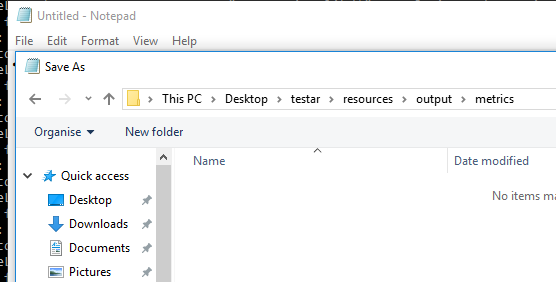 Untitled - Notepad
File Edit Format View Help
Save As
This PC > Desktop > testar > resources > output > metrics
Organise New folder
Name Date modified
Quick access
No items ma
Desktop
Downloads
Documents
Pictures